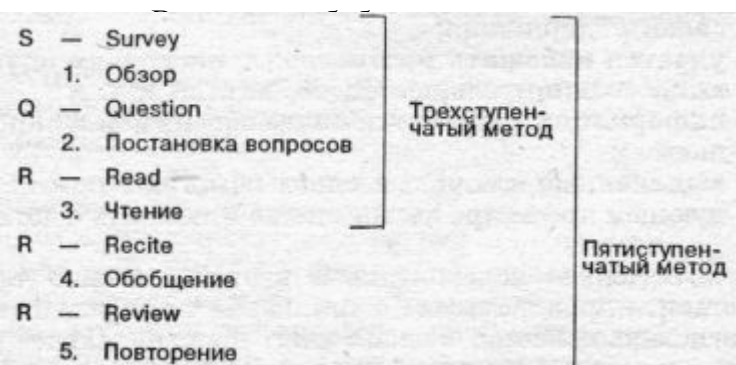 S — Survey
1. Обзор
Q — Question
2. Постановка вопросов
R — Read
3. Чтение
R — Recite
4. Обобщение
R — Review
5. Повторение
Трехступен-
чатый метод
Пятиступен-
чатый метод